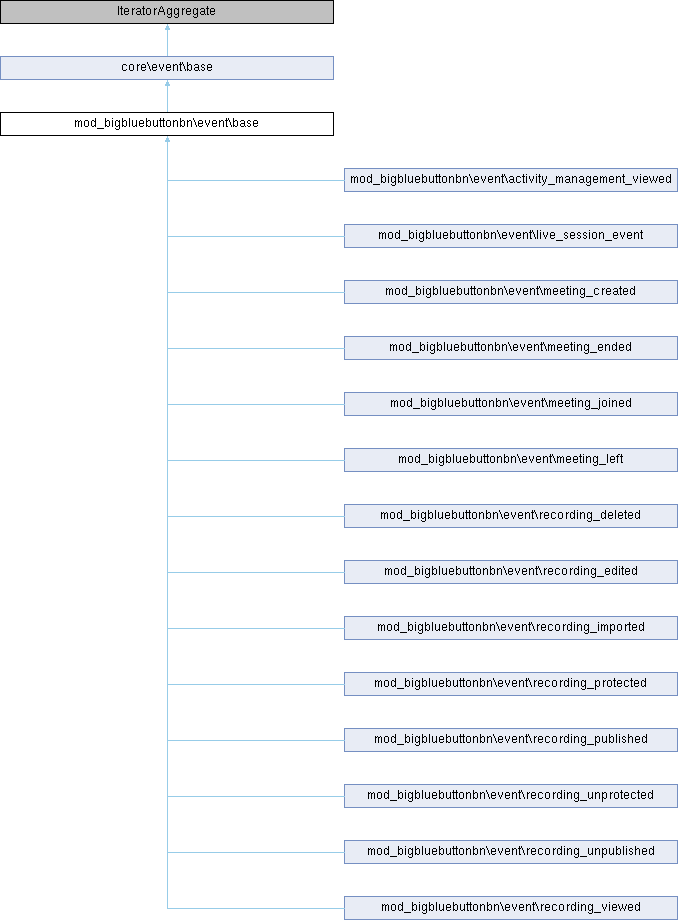 IteratorAggregate
core\event\base
mod_bigbluebuttonbn\event\base
mod_bigbluebuttonbn\event\activity_management_viewed
mod_bigbluebuttonbn\event\live_session_event
mod_bigbluebuttonbn\event\meeting_created
mod_bigbluebuttonbn\event\meeting_ended
mod_bigbluebuttonbn\event\meeting_joined
mod_bigbluebuttonbn\event\meeting_left
mod_bigbluebuttonbn\event\recording_deleted
mod_bigbluebuttonbn\event\recording_edited
mod_bigbluebuttonbn\event\recording_imported
mod_bigbluebuttonbn\event\recording_protected
mod_bigbluebuttonbn\event\recording_published
mod_bigbluebuttonbn\event\recording_unprotected
mod_bigbluebuttonbn\event\recording_unpublished
mod_bigbluebuttonbn\event\recording_viewed